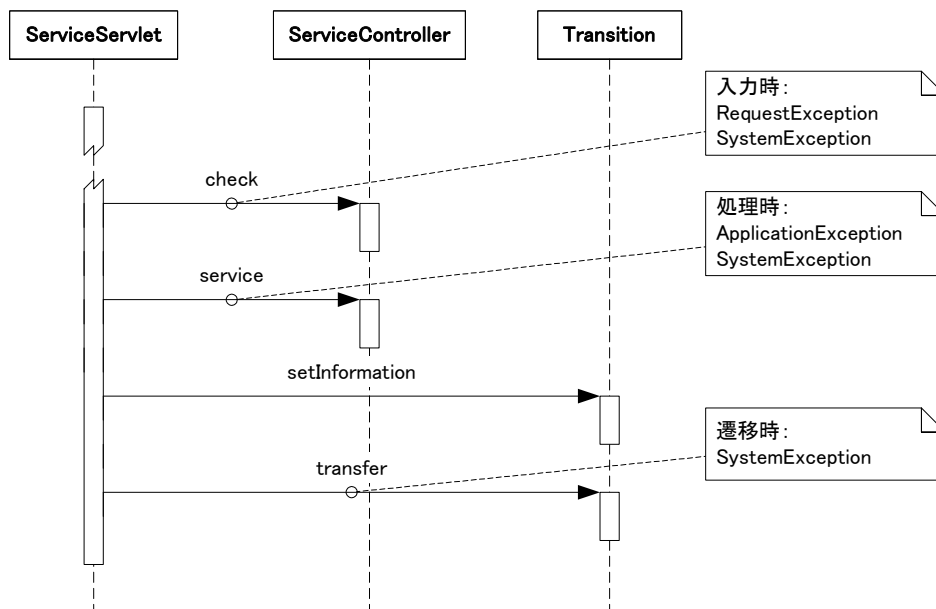 ServiceServlet
ServiceController
Transition
入力時：
RequestException
SystemException
check
処理時：
ApplicationException
SystemException
service
setInformation
遷移時：
SystemException
transfer